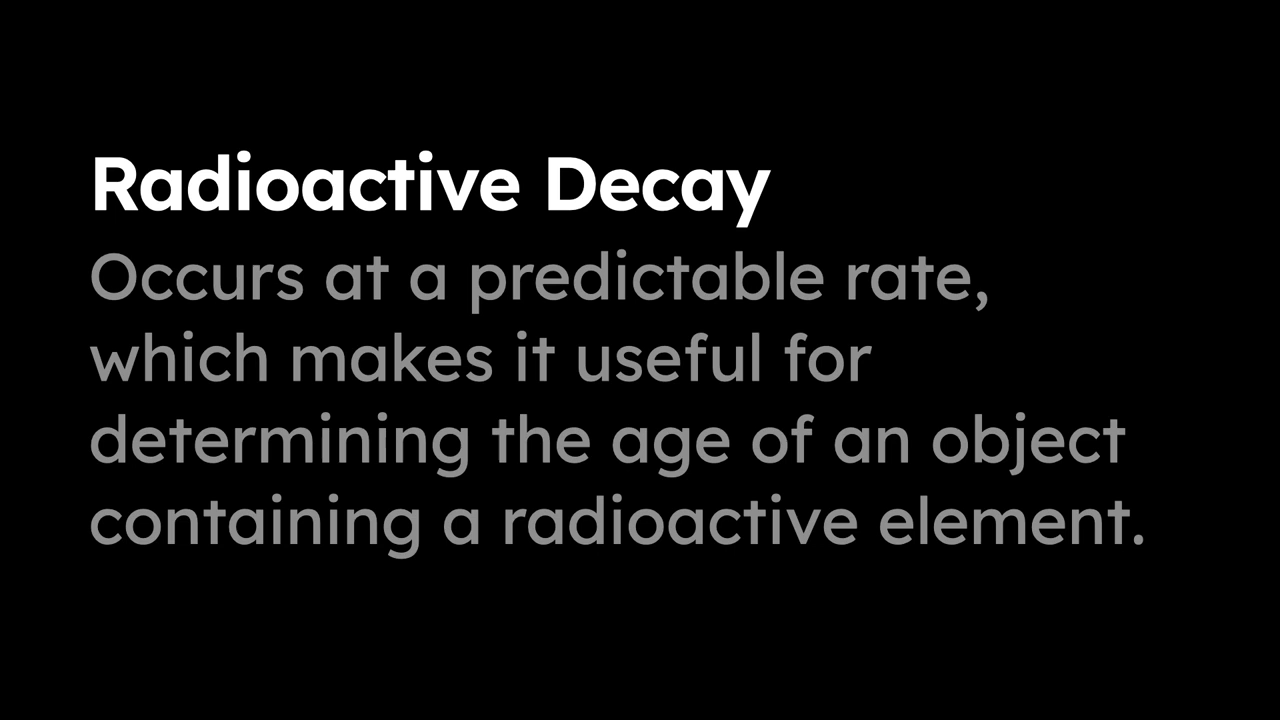 Radioactive Decay
Occurs at a predictable rate,
which makes it useful for
determining the age of an object
containing a radioactive element.